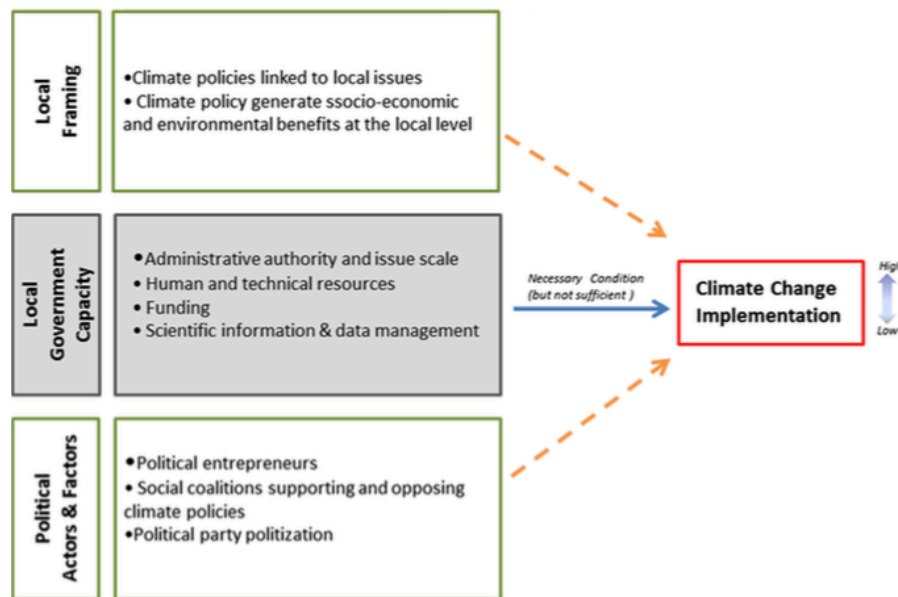 Local
Framing
•Climate policies linked to local issues
• Climate policy generate ssocio-economic
and environmental benefits at the local level
Local
Government
Capacity
•Administrative authority and issue scale
• Human and technical resources
• Funding
• Scientific information & data management
Necessary Condition
(but not sufficient )
Climate Change
Implementation
High
Low
Political
Actors & Factors
•Political entrepreneurs
• Social coalitions supporting and opposing
climate policies
•Political party politization